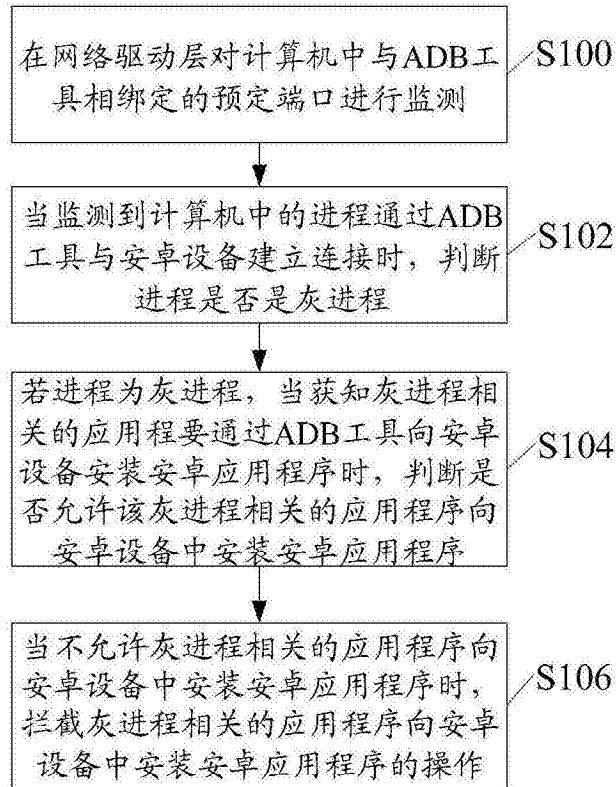 在网络驱动层对计算机中与ADB工
具相绑定的预定端口进行监测
S100
当监测到计算机中的进程通过ADB
工具与安卓设备建立连接时，判断
进程是否是灰进程
S102
若进程为灰进程，当获知灰进程相
关的应用程要通过ADB工具向安卓
设备安装安卓应用程序时，判断是
否允许该灰进程相关的应用程序向
安卓设备中安装安卓应用程序
S104
当不允许灰进程相关的应用程序向
安卓设备中安装安卓应用程序时，
拦截灰进程相关的应用程序向安卓
设备中安装安卓应用程序的操作
S106